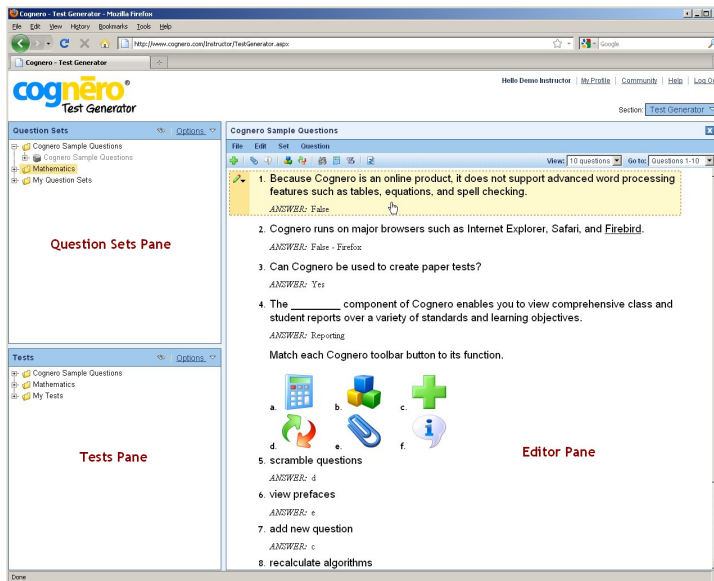 Cognero - Test Generator - Mozilla Firefox
File Edit View History Bookmarks Tools Help
http://www.cognero.com/Instructor/TestGenerator.aspx
Google
Cognero - Test Generator
cognēro®
Test Generator
Hello Demo Instructor | My Profile | Community | Help | Log Ou
Section: Test Generator
Question Sets
Options
Cognero Sample Questions
Cognero Sample Questions
Mathematics
My Question Sets
Question Sets Pane
Tests
Options
Cognero Sample Questions
Mathematics
My Tests
Tests Pane
Cognero Sample Questions
File Edit Set Question
View: 10 questions Go to: Questions 1-10
1. Because Cognero is an online product, it does not support advanced word processing
features such as tables, equations, and spell checking.
ANSWER: False
2. Cognero runs on major browsers such as Internet Explorer, Safari, and Firebird.
ANSWER: False - Firefox
3. Can Cognero be used to create paper tests?
ANSWER: Yes
4. The ________ component of Cognero enables you to view comprehensive class and
student reports over a variety of standards and learning objectives.
ANSWER: Reporting
Match each Cognero toolbar button to its function.
a. b. c.
d. e. f.
Editor Pane
5. scramble questions
ANSWER: d
6. view prefaces
ANSWER: e
7. add new question
ANSWER: c
8. recalculate algorithms
Done